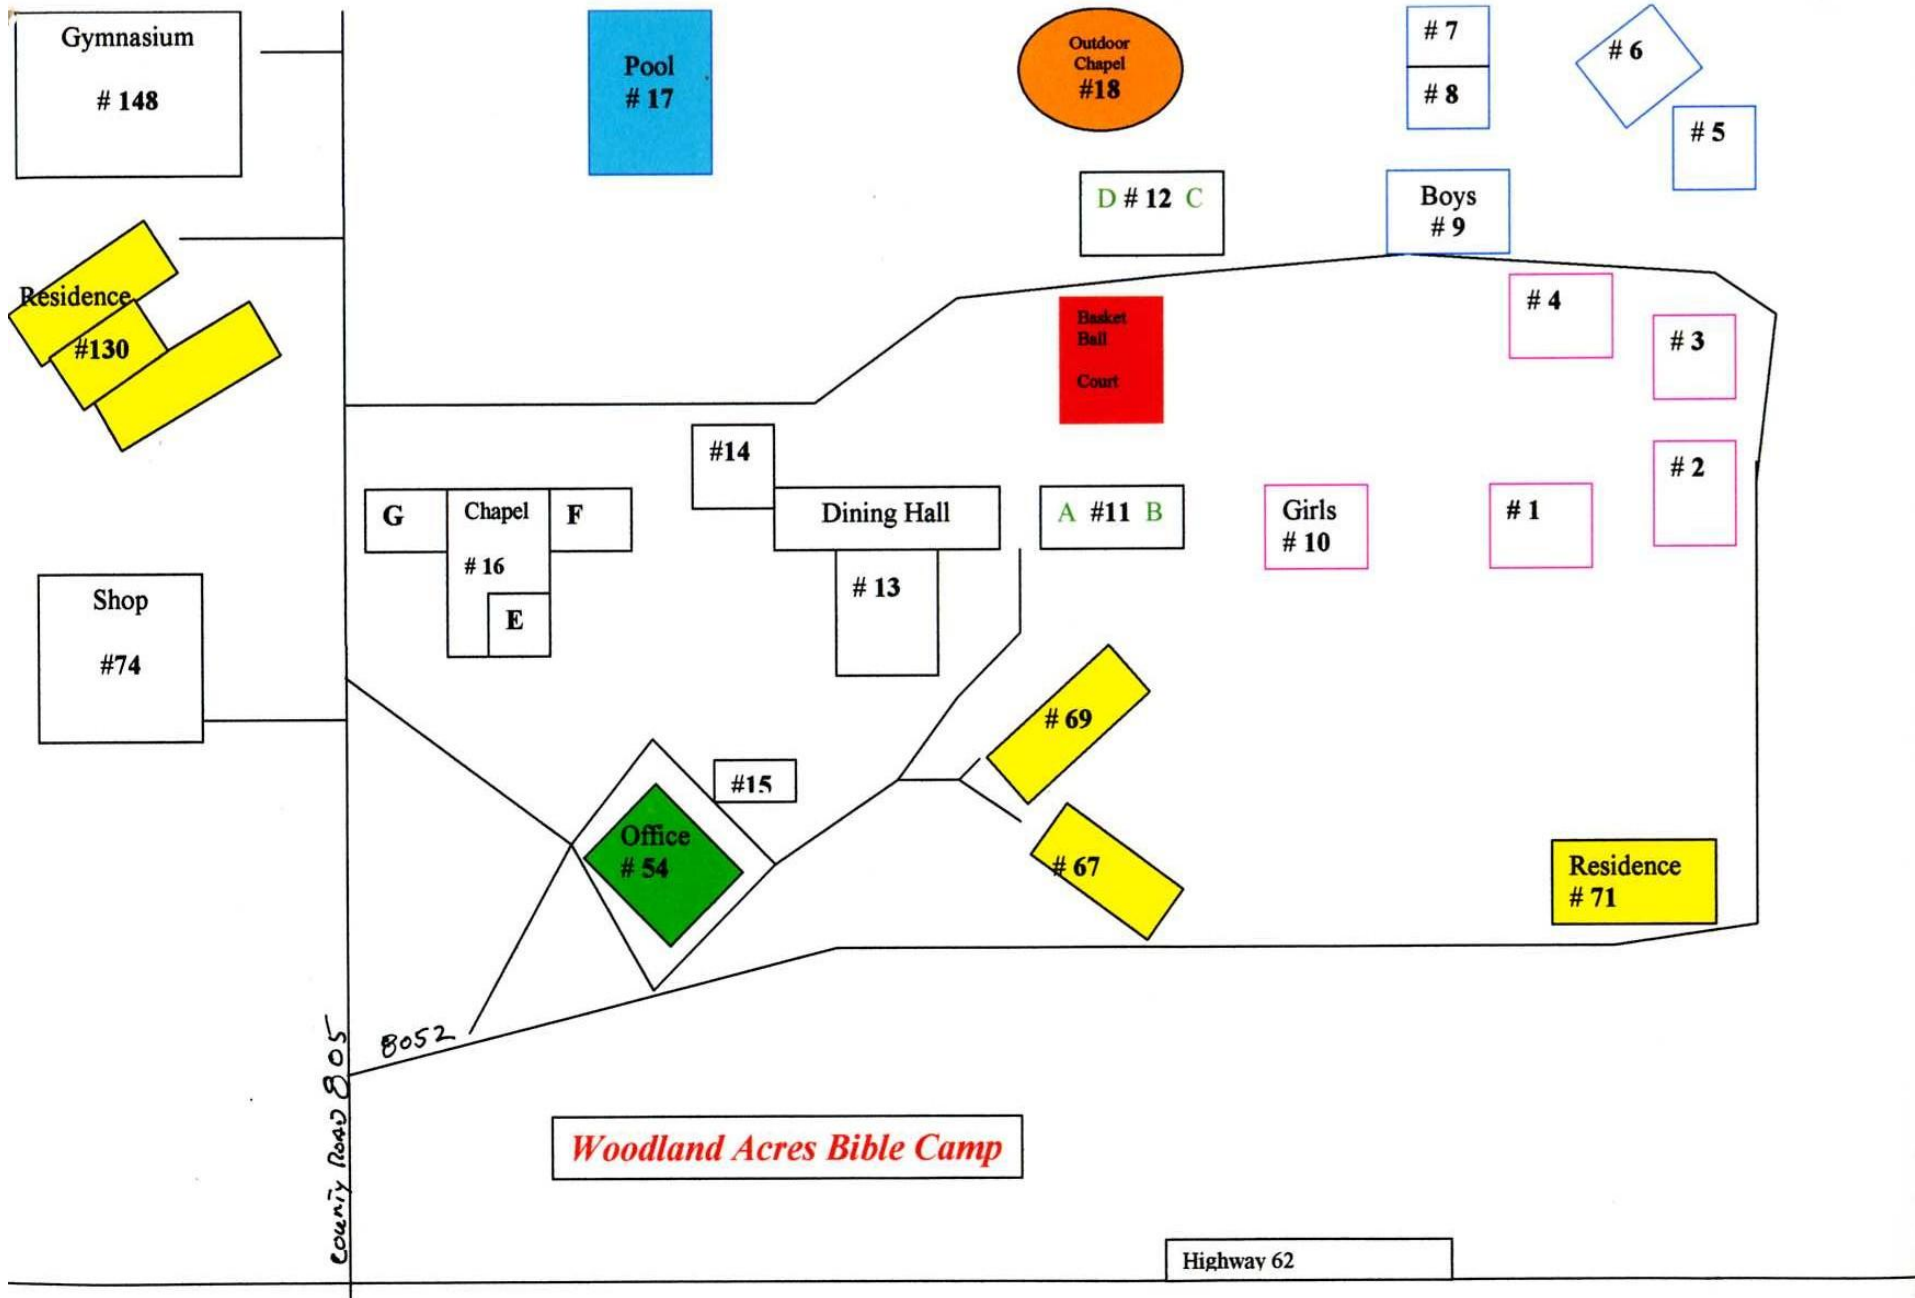 Gymnasium
# 148
Pool
# 17
Outdoor
Chapel
#18
# 7
# 8
# 6
# 5
D # 12 C
Boys
# 9
Residence
#130
Basket
Ball
Court
# 4
# 3
# 2
#14
G
Chapel
F
# 16
E
Dining Hall
# 13
A #11 B
Girls
# 10
# 1
Shop
#74
# 69
#15
Office
# 54
# 67
Residence
# 71
8052
County Road 805
Woodland Acres Bible Camp
Highway 62